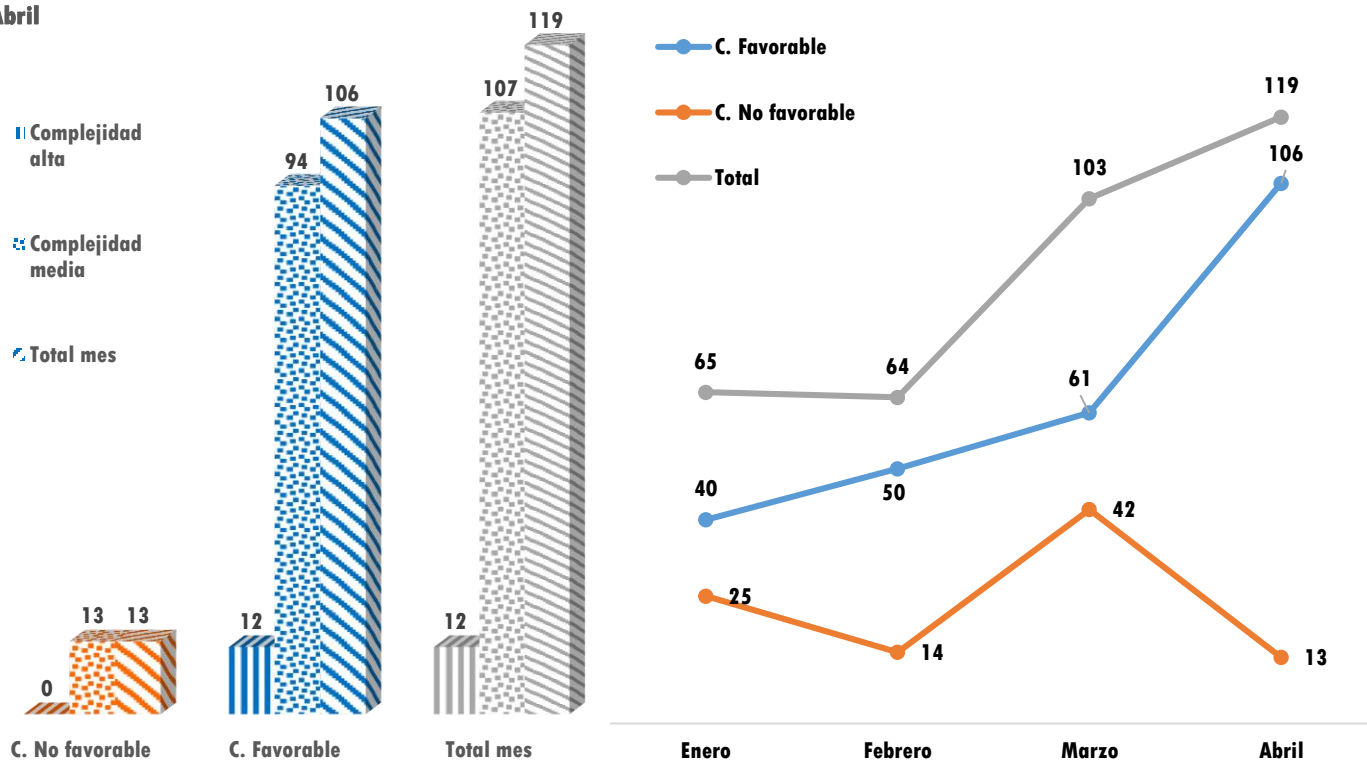 Abril
Complejidad
alta
Complejidad
media
Total mes
0
13
13
12
94
106
12
107
119
C. No favorable
C. Favorable
Total mes
C. Favorable
C. No favorable
Total
65
64
103
119
40
50
61
106
25
14
42
13
Enero
Febrero
Marzo
Abril